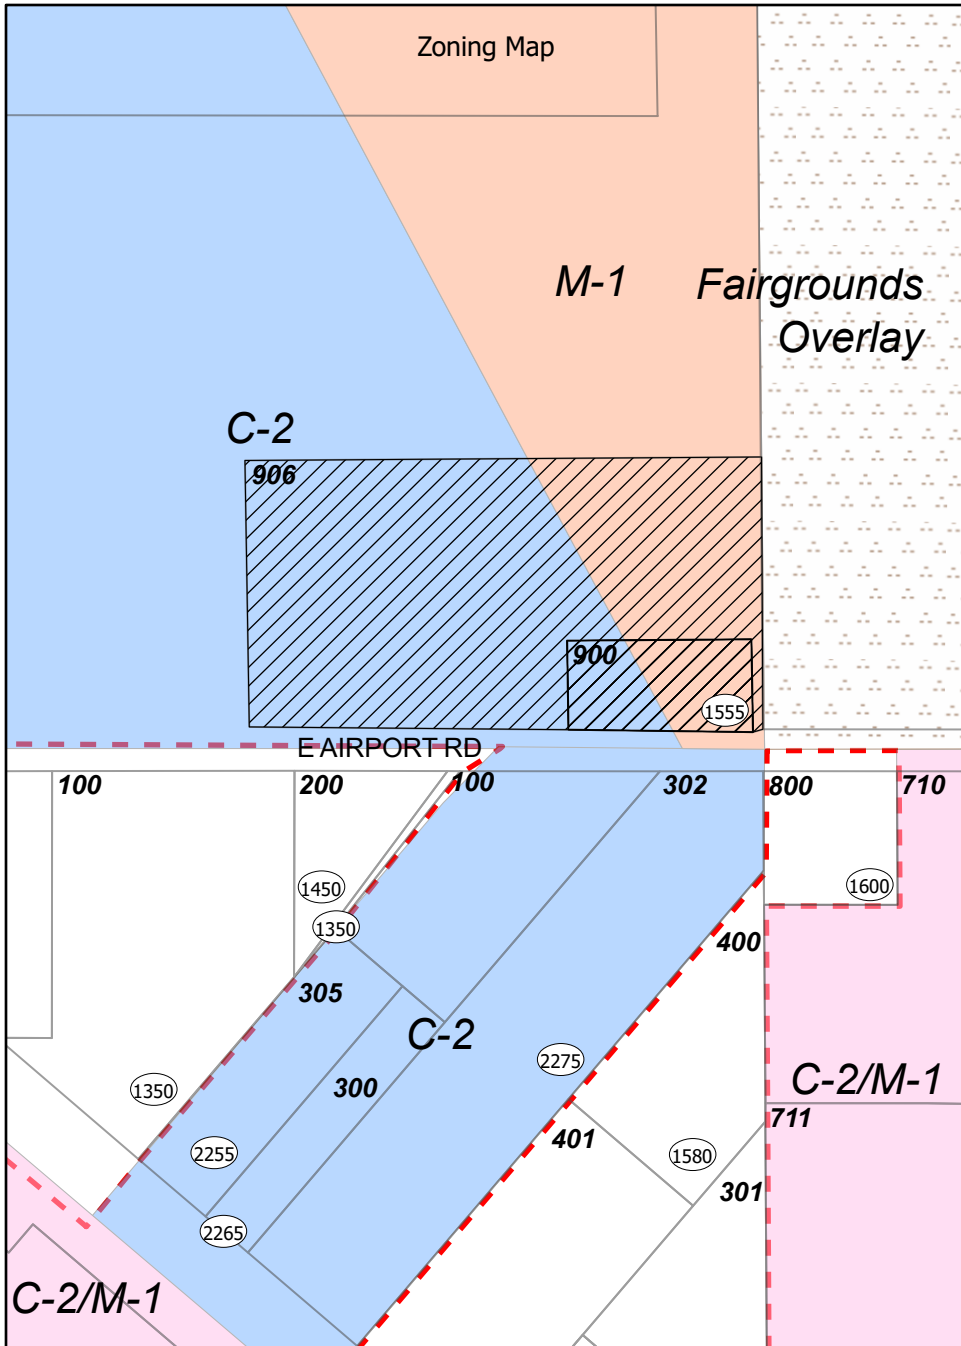 Zoning Map
M-1
Fairgrounds
Overlay
C-2
906
900
1555
E AIRPORT RD
100
200
100
302
800
710
1450
1600
1350
400
305
C-2
2275
1350
300
C-2/M-1
711
401
2255
1580
301
2265
C-2/M-1